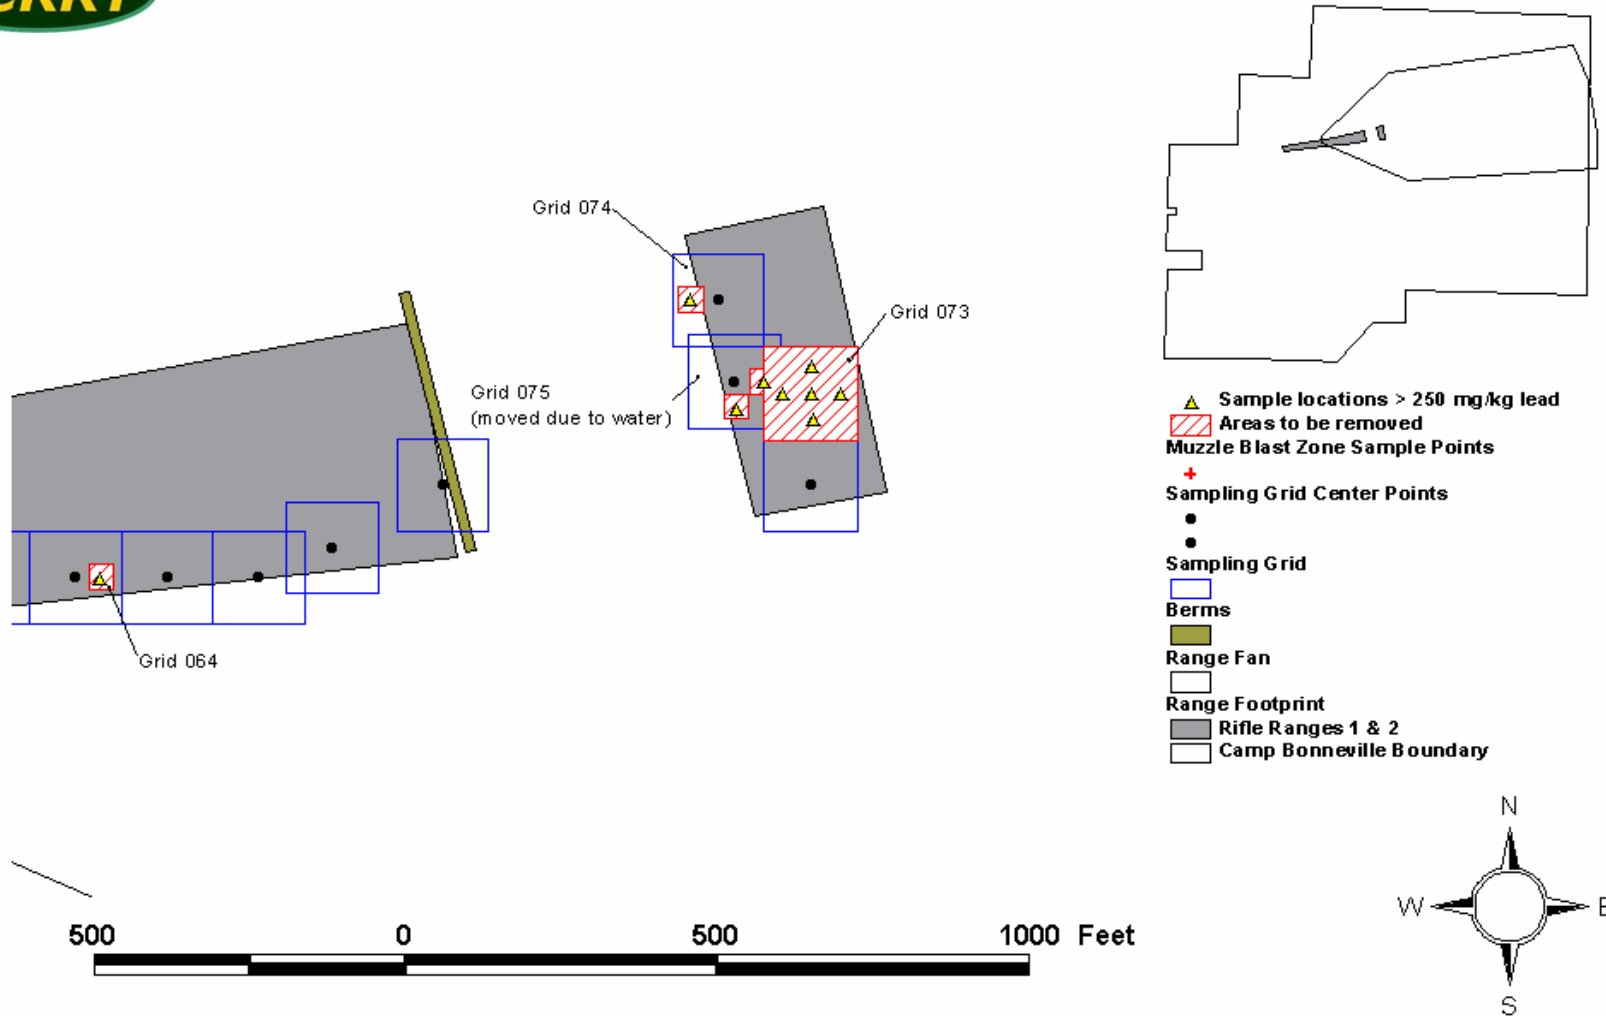 Grid 074
Grid 073
Grid 075
(moved due to water)
Grid 064
Sample locations > 250 mg/kg lead
Areas to be removed
Muzzle Blast Zone Sample Points
Sampling Grid Center Points
Sampling Grid
Berms
Range Fan
Range Footprint
Rifle Ranges 1 & 2
Camp Bonneville Boundary
N
W
S
500 0 500 1000 Feet